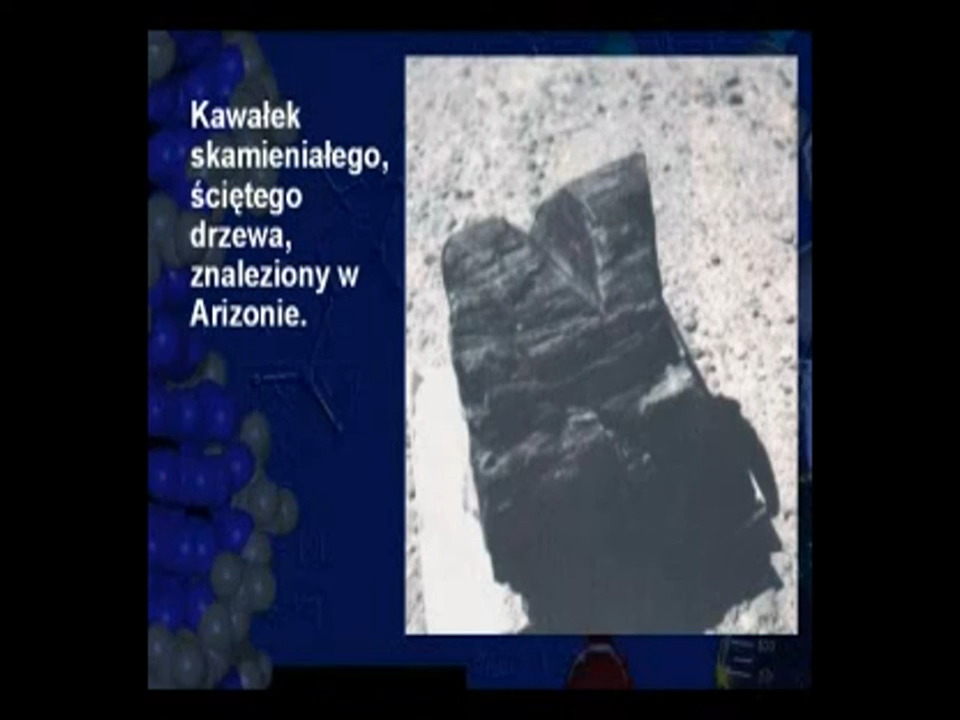 Kawałek
skamieniałego,
ściętego
drzewa,
znaleziony w
Arizonie.